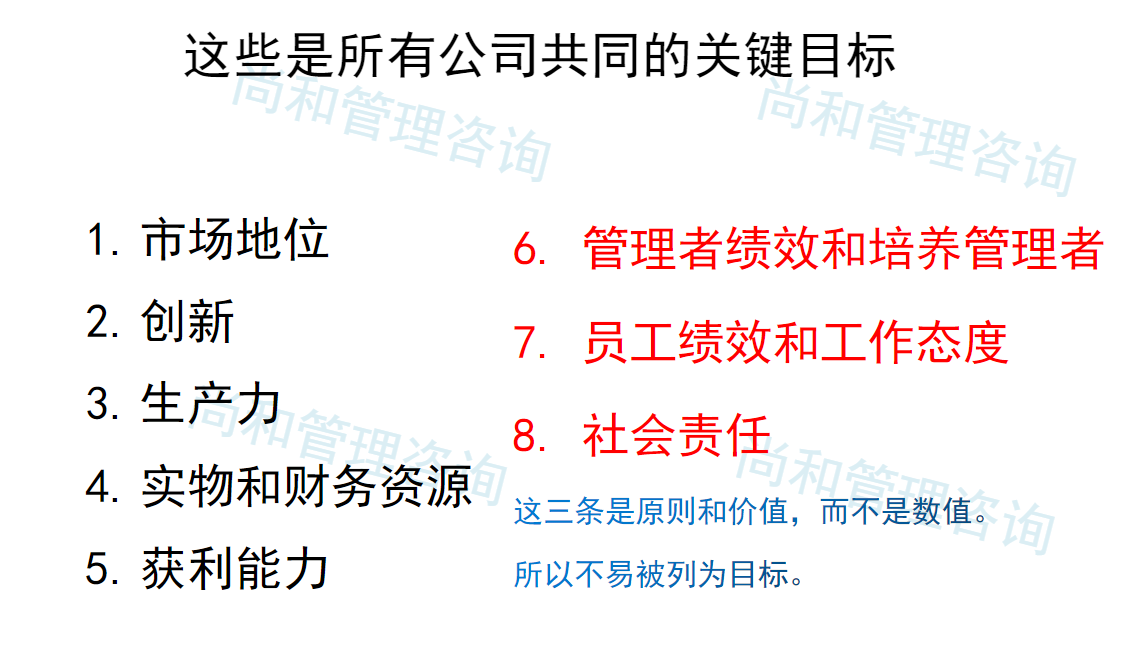 这些是所有公司共同的关键目标
尚和管理咨询
尚和管理咨询
1. 市场地位
2. 创新
3. 生产力
4. 实物和财务资源
5. 获利能力
6. 管理者绩效和培养管理者
7. 员工绩效和工作态度
8. 社会责任
这三条是原则和价值，而不是数值。
所以不易被列为目标。
尚和管理咨询
尚和管理咨询